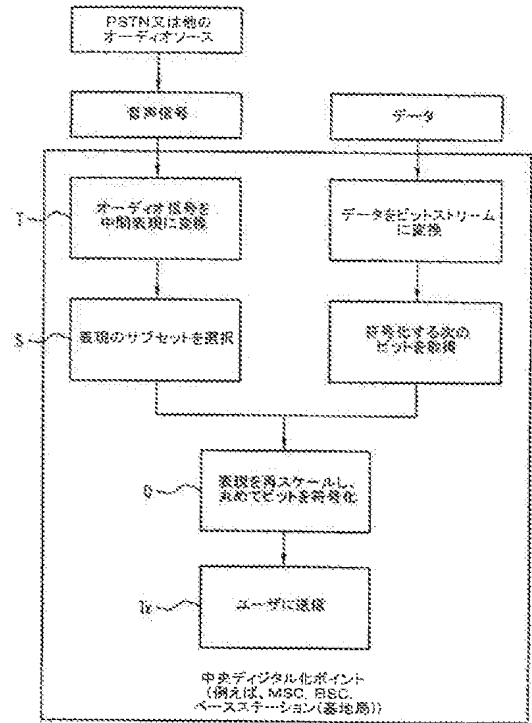 PSTN又は他の
オーディオソース
音声信号
データ
T
オーディオ信号を
中間表現に変換
データをビットストリーム
に変換
S
表現のサブセットを選択
符号化する次の
ビットを取得
Q
表現を再スケールし、
丸めてビットを符号化
Tx
ユーザに送信
中央ディジタル化ポイント
(例えば、MSC, BSC,
ベースステーション(基地局))